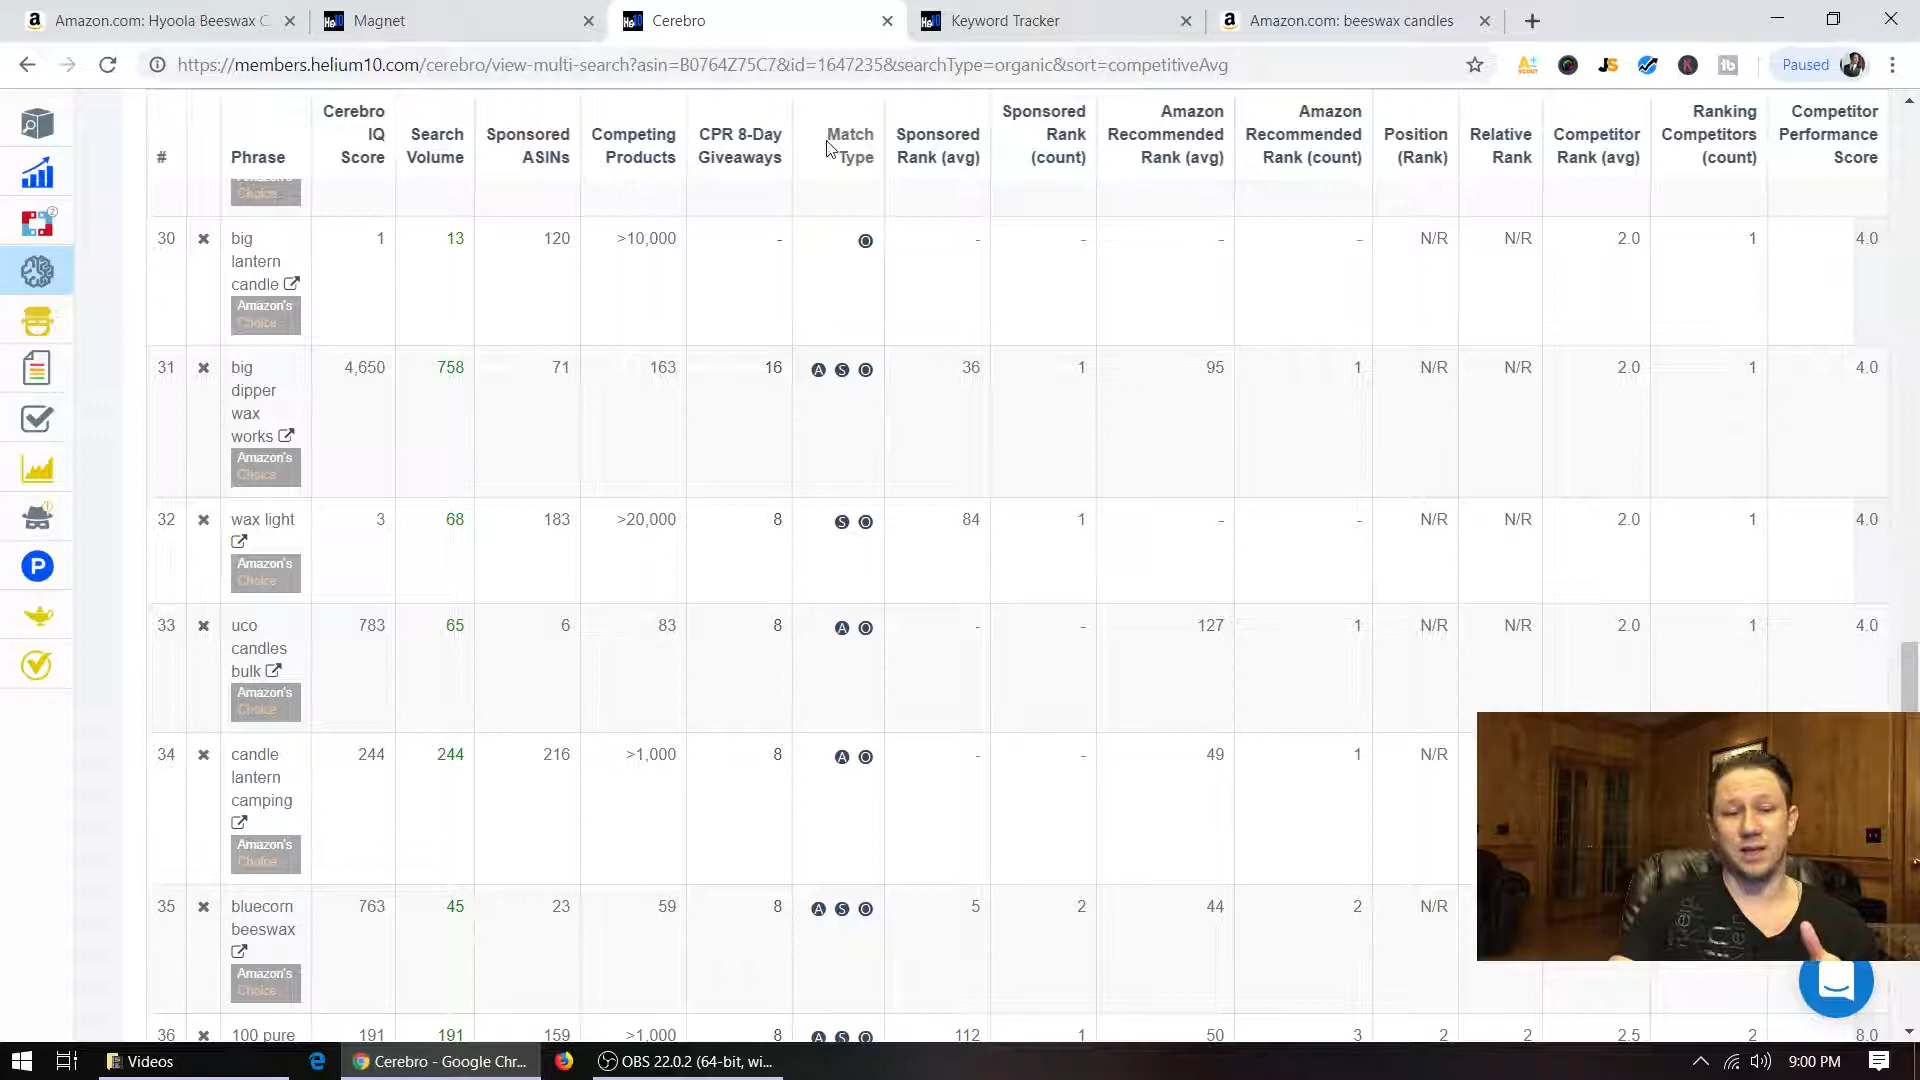 Amazon.com: Hyoola Beeswax C
Magnet
Cerebro
Keyword Tracker
Amazon.com: beeswax candles
https://members.helium10.com/cerebro/view-multi-search?asin=B0764Z75C7&id=1647235&searchType=organic&sort=competitiveAvg
Paused
# Phrase Cerebro IQ Score Search Volume Sponsored ASINs Competing Products CPR 8-Day Giveaways Match Type Sponsored Rank (avg) Sponsored Rank (count) Amazon Recommended Rank (avg) Amazon Recommended Rank (count) Position (Rank) Relative Rank Competitor Rank (avg) Ranking Competitors (count) Competitor Performance Score
Choice
30 big lantern candle 1 13 120 >10,000 - O - - - - N/R N/R 2.0 1 4.0
Amazon's
Choice
31 big dipper wax works 4,650 758 71 163 16 A S O 36 1 95 1 N/R N/R 2.0 1 4.0
Amazon's
Choice
32 wax light 3 68 183 >20,000 8 S O 84 1 - - N/R N/R 2.0 1 4.0
Amazon's
Choice
33 uco candles bulk 783 65 6 83 8 A O - - 127 1 N/R N/R 2.0 1 4.0
Amazon's
Choice
34 candle lantern camping 244 244 216 >1,000 8 A O - - 49 1 N/R
Amazon's
Choice
35 bluecorn beeswax 763 45 23 59 8 A S O 5 2 44 2 N/R
Amazon's
Choice
36 100 pure 191 191 159 >1,000 8 A S O 112 1 50 3 2 2 2.5 2 8.0
Videos
Cerebro - Google Chr...
OBS 22.0.2 (64-bit, wi...
9:00 PM